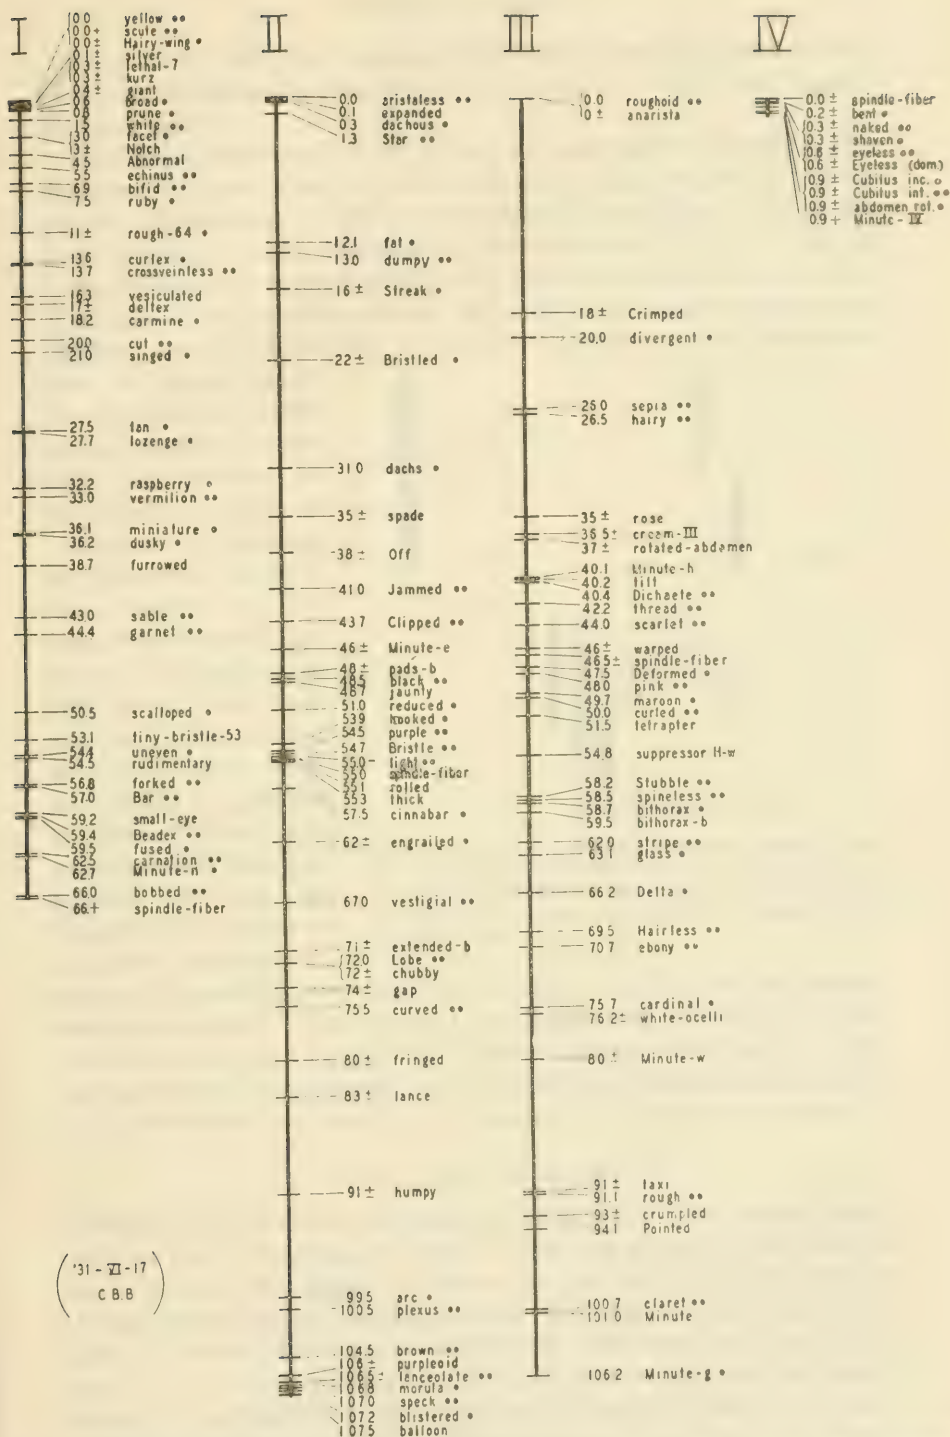 I
0.0 yellow ••
0.0+ scute ••
0.0± Hairy-wing •
0.1± silver
0.3± lethal-7
0.3± kurz
0.4± giant
0.6 Broad •
0.8 prune •
1.5 white ••
3.0 facet •
3± Notch
4.5 Abnormal
5.5 echinus ••
6.9 bifid ••
7.5 ruby •
11± rough-64 •
13.6 curlex •
13.7 crossveinless ••
16.3 vesiculated
17± deltex
18.2 carmine •
20.0 cut ••
21.0 singed •
27.5 tan •
27.7 lozenge •
32.2 raspberry •
33.0 vermilion ••
36.1 miniature •
36.2 dusky •
38.7 furrowed
43.0 sable ••
44.4 garnet ••
50.5 scalloped •
53.1 tiny-bristle-53
54.4 uneven •
54.5 rudimentary
56.8 forked ••
57.0 Bar ••
59.2 small-eye
59.4 Beadex ••
59.5 fused •
62.5 carnation ••
62.7 Minute-n •
66.0 bobbed ••
66.+ spindle-fiber
II
0.0 aristaless ••
0.1 expanded
0.3 dachous •
1.3 Star ••
12.1 fat •
13.0 dumpy ••
16± Streak •
22± Bristled •
31.0 dachs •
35± spade
38± Off
41.0 Jammed ••
43.7 Clipped ••
46± Minute-e
48± pads-b
48.5 black ••
48.7 jaunty
51.0 reduced •
53.9 hooked •
54.5 purple ••
54.7 Bristle ••
55.0- light ••
55.0 spindle-fiber
55.1 rolled
55.3 thick
57.5 cinnabar •
62± engrailed •
67.0 vestigial ••
71± extended-b
72.0 Lobe ••
72± chubby
74± gap
75.5 curved ••
80± fringed
83± lance
91± humpy
99.5 arc •
100.5 plexus ••
104.5 brown ••
106± purpleoid
106.5± lanceolate ••
106.8 morula •
107.0 speck ••
107.2 blistered •
107.5 balloon
III
0.0 roughoid ••
0± anarista
18± Crimped
20.0 divergent •
26.0 sepia ••
26.5 hairy ••
35± rose
36.5± cream-III
37± rotated-abdomen
40.1 Minute-h
40.2 tilt
40.4 Dichaete ••
42.2 thread ••
44.0 scarlet ••
46± warped
46.5± spindle-fiber
47.5 Deformed •
48.0 pink ••
49.7 maroon •
50.0 curled ••
51.5 tetrapter
54.8 suppressor H-w
58.2 Stubble ••
58.5 spineless ••
58.7 bithorax •
59.5 bithorax-b
62.0 stripe ••
63.1 glass •
66.2 Delta •
69.5 Hairless ••
70.7 ebony ••
75.7 cardinal •
76.2± white-ocelli
80± Minute-w
91± taxi
91.1 rough ••
93± crumpled
94.1 Pointed
100.7 claret ••
101.0 Minute
106.2 Minute-g •
IV
0.0± spindle-fiber
0.2± bent •
0.3± naked ••
0.3± shaven •
0.6± eyeless ••
0.6± Eyeless (dom.)
0.9± Cubitus inc. o
0.9± Cubitus int. ••
0.9± abdomen rot. •
0.9+ Minute-IV
'31-VI-17
C.B.B